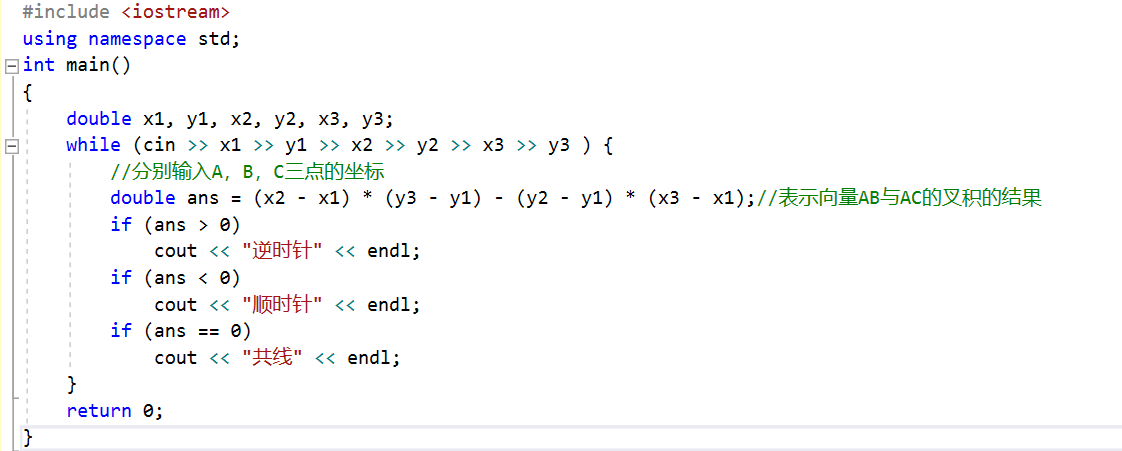 #include <iostream>
using namespace std;
int main()
{
    double x1, y1, x2, y2, x3, y3;
    while (cin >> x1 >> y1 >> x2 >> y2 >> x3 >> y3 ) {
        //分别输入A，B，C三点的坐标
        double ans = (x2 - x1) * (y3 - y1) - (y2 - y1) * (x3 - x1);//表示向量AB与AC的叉积的结果
        if (ans > 0)
            cout << "逆时针" << endl;
        if (ans < 0)
            cout << "顺时针" << endl;
        if (ans == 0)
            cout << "共线" << endl;
    }
    return 0;
}